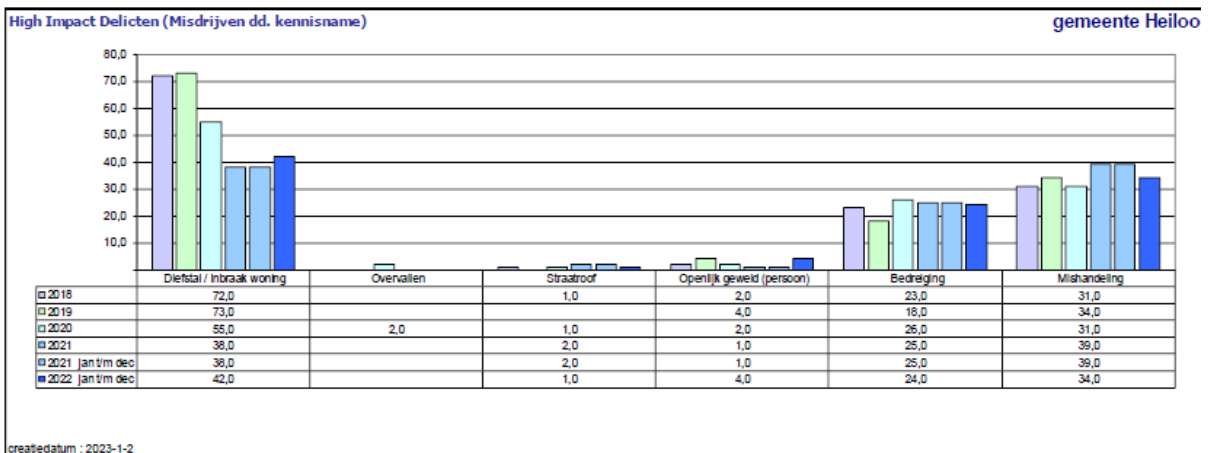 High Impact Delicten (Misdrijven dd. kennisname) gemeente Heiloo
80,0
70,0
60,0
50,0
40,0
30,0
20,0
10,0
Diefstal / Inbraak woning Overvallen Straatroof Openlijk geweld (persoon) Bedreiging Mishandeling
2018 72,0 1,0 2,0 23,0 31,0
2019 73,0 4,0 18,0 34,0
2020 55,0 2,0 1,0 2,0 26,0 31,0
2021 38,0 2,0 1,0 25,0 39,0
2021 jan t/m dec 38,0 2,0 1,0 25,0 39,0
2022 jan t/m dec 42,0 1,0 4,0 24,0 34,0
creatiedatum : 2023-1-2